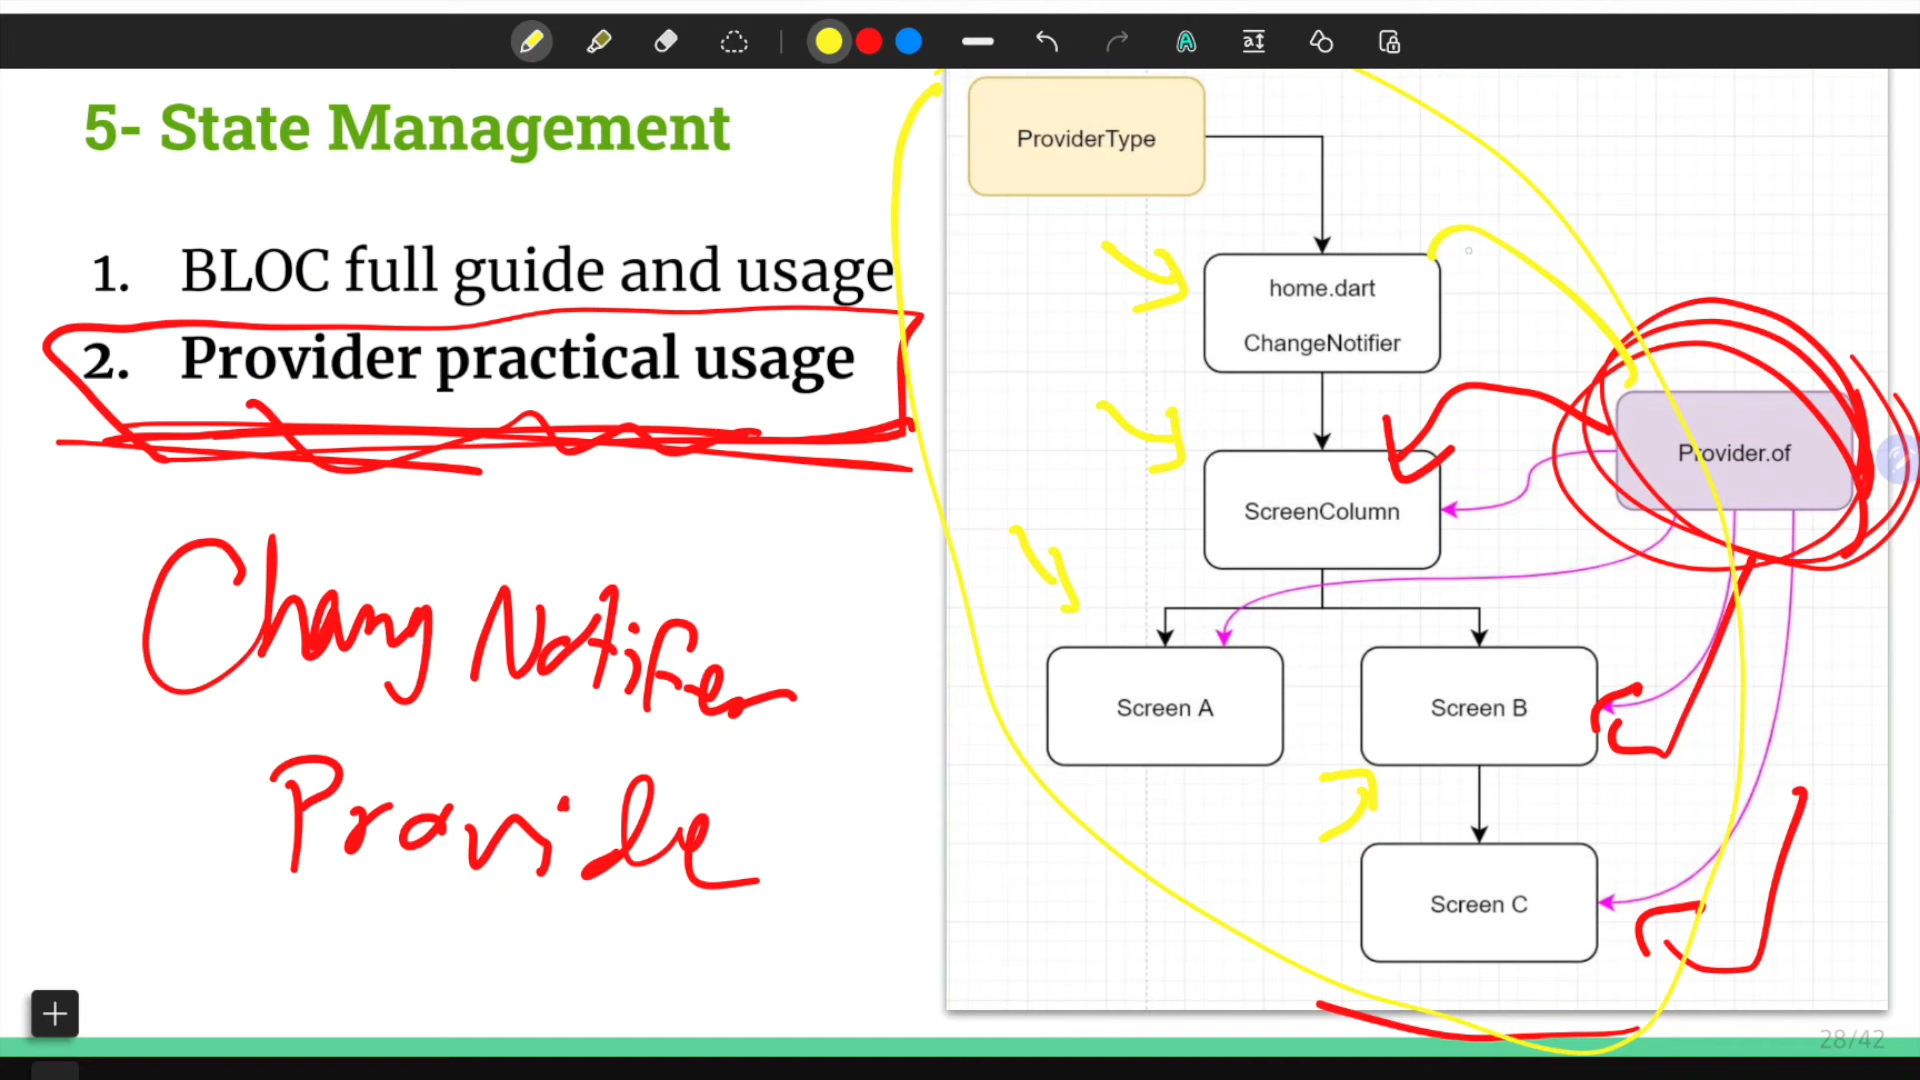 5- State Management
1. BLOC full guide and usage
2. Provider practical usage
Chang Notifier
Provide
ProviderType
home.dart
ChangeNotifier
Provider.of
ScreenColumn
Screen A
Screen B
Screen C
28/42